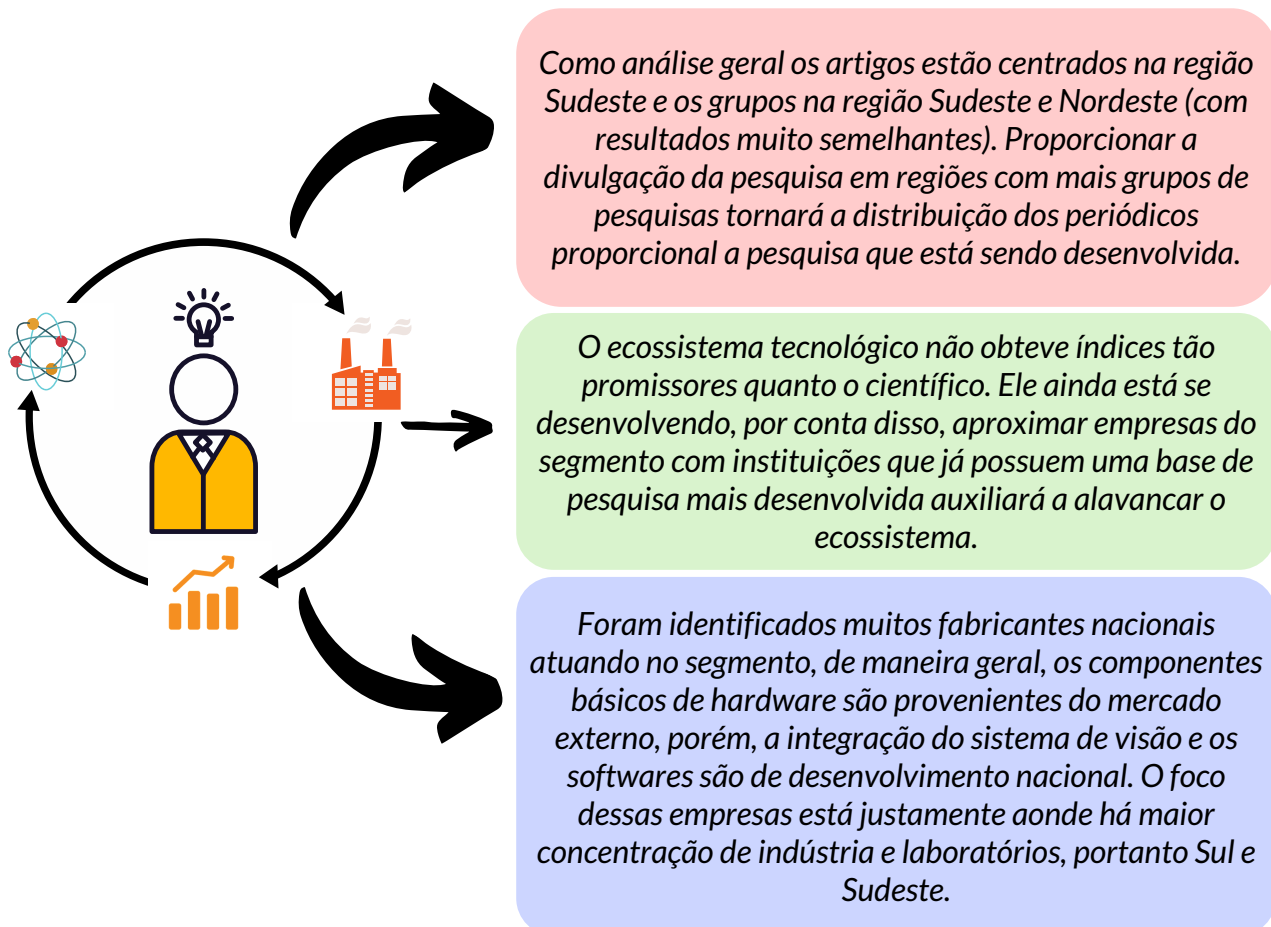 Como análise geral os artigos estão centrados na região
Sudeste e os grupos na região Sudeste e Nordeste (com
resultados muito semelhantes). Proporcionar a
divulgação da pesquisa em regiões com mais grupos de
pesquisas tornará a distribuição dos periódicos
proporcional a pesquisa que está sendo desenvolvida.
O ecossistema tecnológico não obteve índices tão
promissores quanto o científico. Ele ainda está se
desenvolvendo, por conta disso, aproximar empresas do
segmento com instituições que já possuem uma base de
pesquisa mais desenvolvida auxiliará a alavancar o
ecossistema.
Foram identificados muitos fabricantes nacionais
atuando no segmento, de maneira geral, os componentes
básicos de hardware são provenientes do mercado
externo, porém, a integração do sistema de visão e os
softwares são de desenvolvimento nacional. O foco
dessas empresas está justamente aonde há maior
concentração de indústria e laboratórios, portanto Sul e
Sudeste.